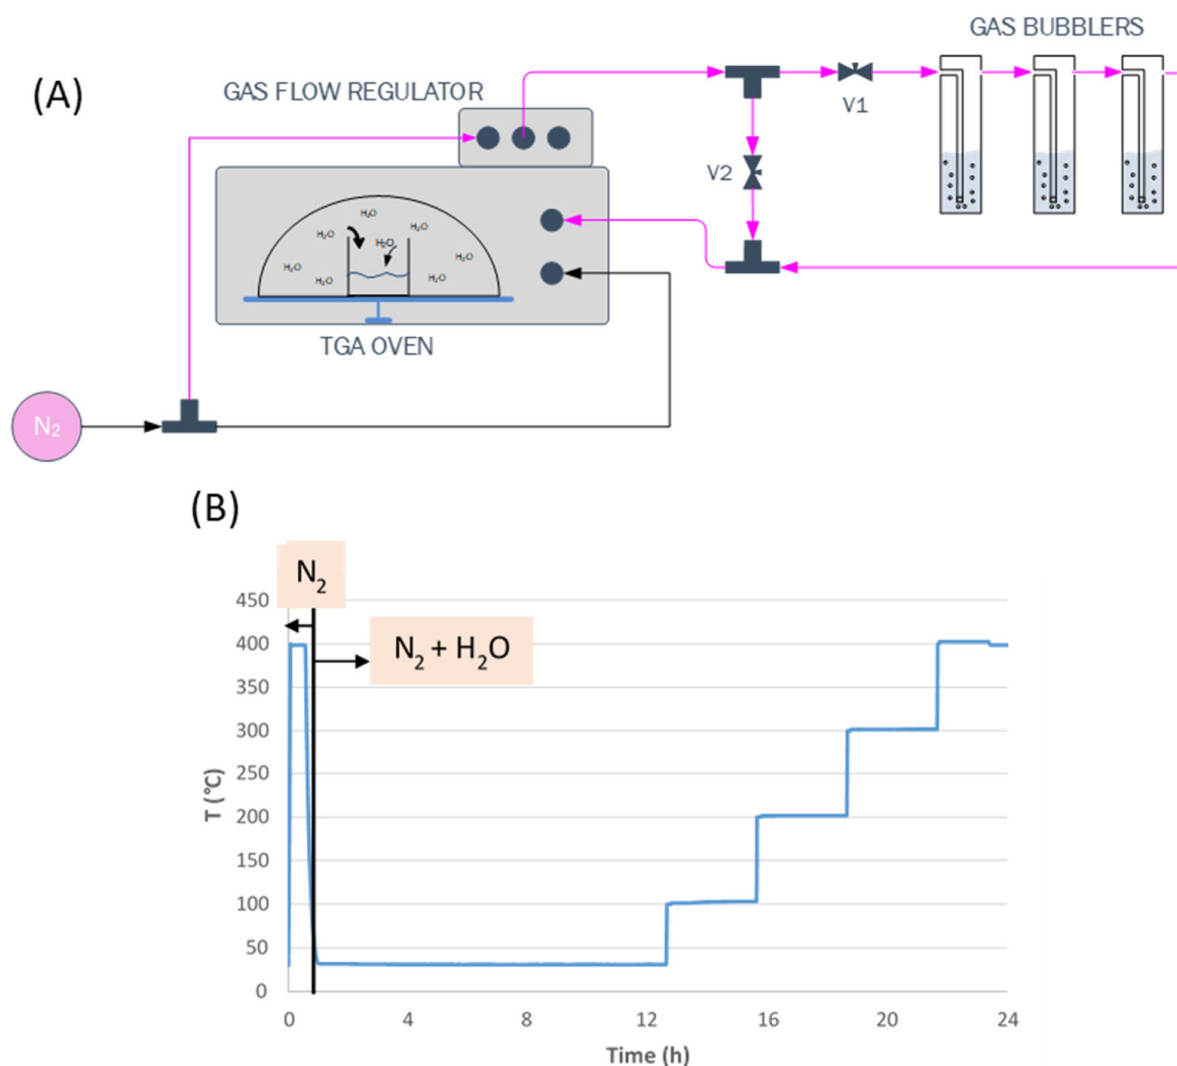 (A)
GAS BUBBLERS
GAS FLOW REGULATOR
V1
V2
H₂O
H₂O
H₂O
H₂O
H₂O
H₂O
H₂O
TGA OVEN
N₂
(B)
N₂
N₂ + H₂O
450
400
350
300
250
200
150
100
50
0
T (°C)
0 4 8 12 16 20 24
Time (h)